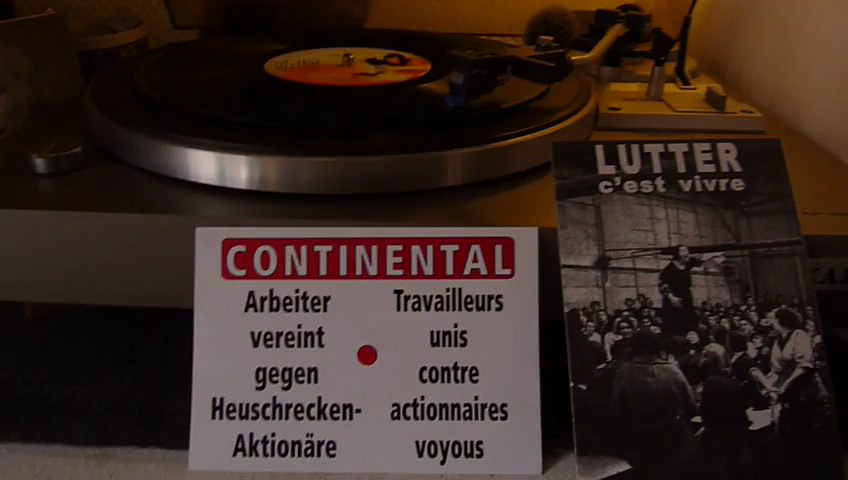 LUTTER
c'est vivre
CONTINENTAL
Arbeiter
vereint
gegen
Heuschrecken-
Aktionäre
Travailleurs
unis
contre
actionnaires
voyous